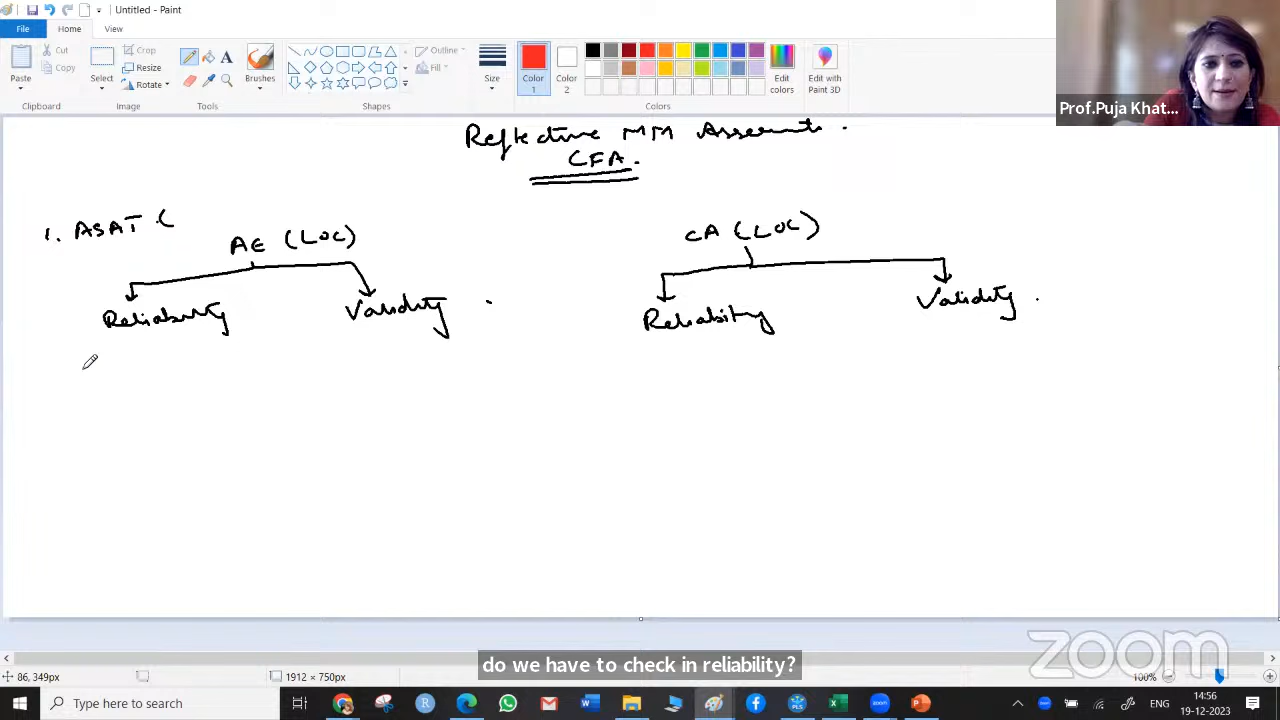 Untitled - Paint
File Home View
Cut Crop Outline
Copy Resize Fill
Paste Select Rotate Brushes Size Color 1 Color 2 Edit colors Edit with Paint 3D
Clipboard Image Tools Shapes Colors
Prof.Puja Khat...
Reflective MM
CFA.
1. ASAT (
AE (LOC) CA (LOC)
Reliability Validity . Reliability Validity .
do we have to check in reliability?
zoom
86, 349px 1912 × 750px 100%
Type here to search
ENG
14:56
19-12-2023